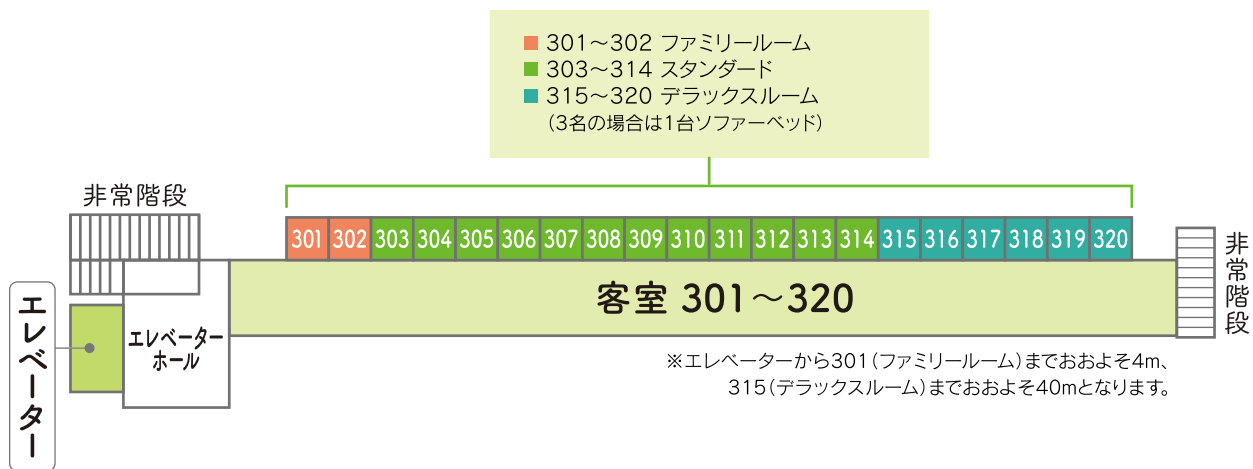 301～302 ファミリールーム
303～314 スタンダード
315～320 デラックスルーム
（3名の場合は1台ソファーベッド）
非常階段
301 302 303 304 305 306 307 308 309 310 311 312 313 314 315 316 317 318 319 320
非常階段
客室 301～320
エレベーター
エレベーター
ホール
※エレベーターから301（ファミリールーム）までおおよそ4m、
315（デラックスルーム）までおおよそ40mとなります。